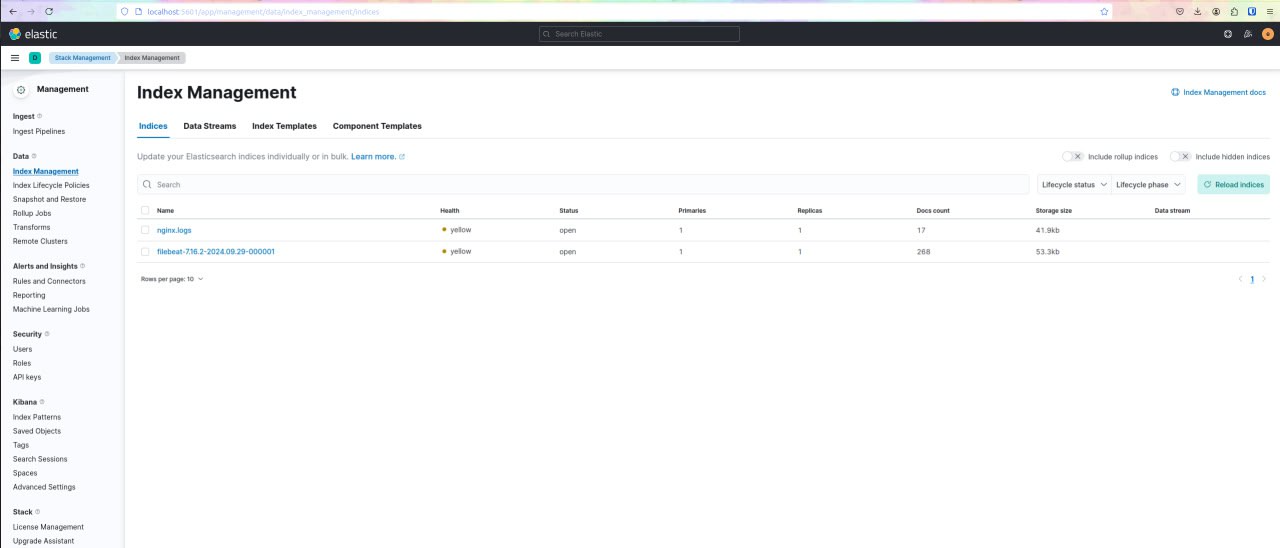 localhost:5601/app/management/data/index_management/indices
elastic
Search Elastic
D
Stack Management
Index Management
Management
Ingest
Ingest Pipelines
Data
Index Management
Index Lifecycle Policies
Snapshot and Restore
Rollup Jobs
Transforms
Remote Clusters
Alerts and Insights
Rules and Connectors
Reporting
Machine Learning Jobs
Security
Users
Roles
API keys
Kibana
Index Patterns
Saved Objects
Tags
Search Sessions
Spaces
Advanced Settings
Stack
License Management
Upgrade Assistant
Index Management
Index Management docs
Indices Data Streams Index Templates Component Templates
Update your Elasticsearch indices individually or in bulk. Learn more.
Include rollup indices Include hidden indices
Search
Lifecycle status Lifecycle phase Reload indices
Name Health Status Primaries Replicas Docs count Storage size Data stream
nginx.logs yellow open 1 1 17 41.9kb
filebeat-7.16.2-2024.09.29-000001 yellow open 1 1 268 53.3kb
Rows per page: 10
1